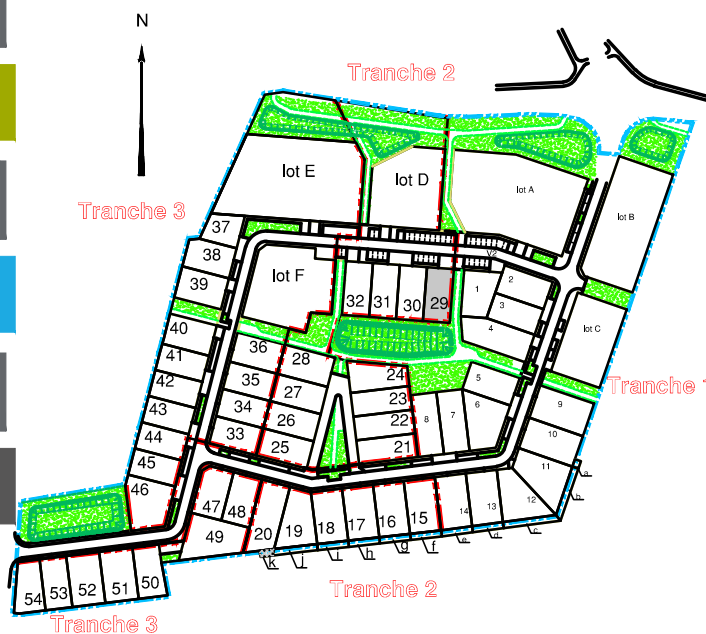 N
Tranche 2
lot E
lot D
lot A
lot B
Tranche 3
37
38
39
V2
lot F
32
31
30
29
1
2
3
4
lot C
40
41
42
43
44
45
46
36
35
34
33
28
27
26
25
24
23
22
21
8
7
5
6
Tranche 1
9
10
11
12
13
14
47
48
49
20
19
18
17
16
15
k
j
i
h
g
f
e
d
c
b
a
54
53
52
51
50
Tranche 2
Tranche 3